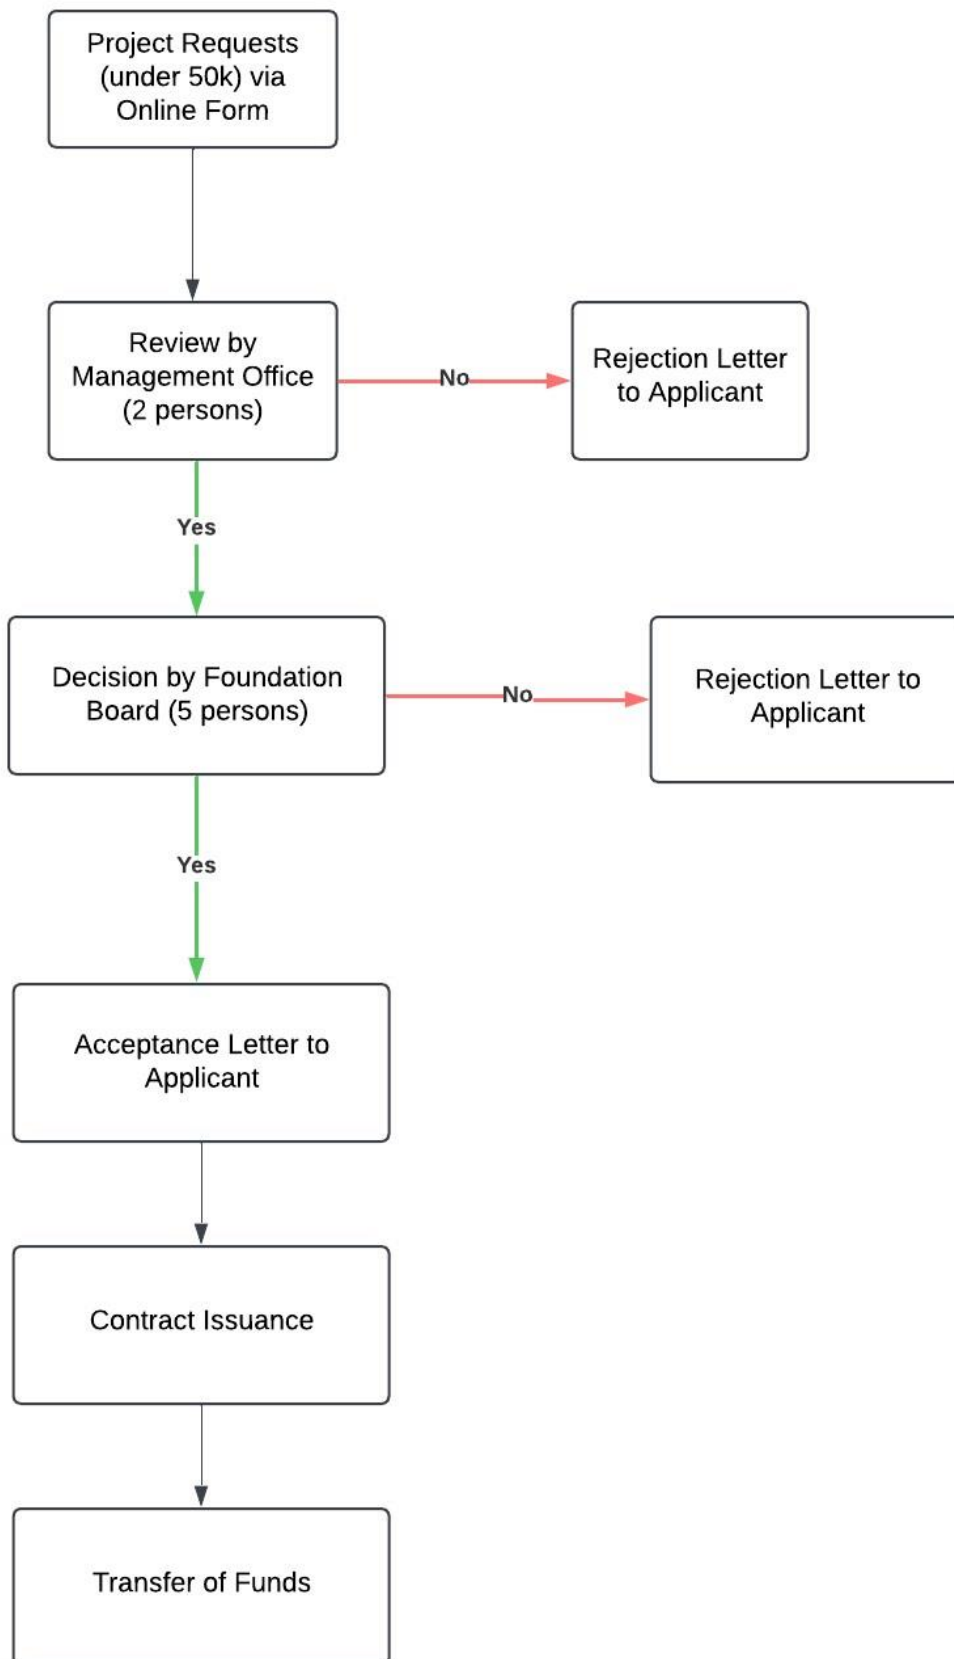 Project Requests
(under 50k) via
Online Form
Review by
Management Office
(2 persons)
No
Rejection Letter
to Applicant
Yes
Decision by Foundation
Board (5 persons)
No
Rejection Letter to
Applicant
Yes
Acceptance Letter to
Applicant
Contract Issuance
Transfer of Funds